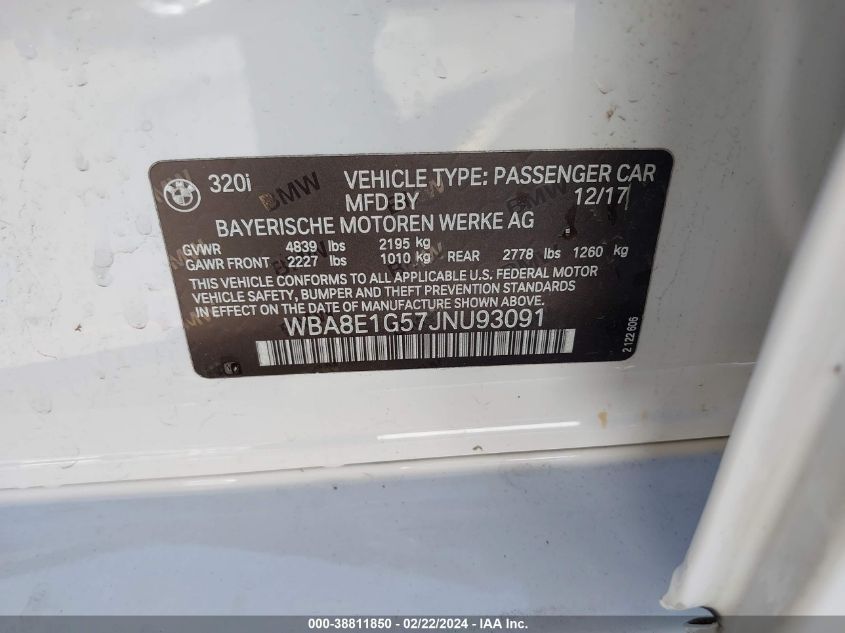 320i VEHICLE TYPE: PASSENGER CAR
MFD BY 12/17
BAYERISCHE MOTOREN WERKE AG
GVWR 4839 lbs 2195 kg
GAWR FRONT 2227 lbs 1010 kg REAR 2778 lbs 1260 kg
THIS VEHICLE CONFORMS TO ALL APPLICABLE U.S. FEDERAL MOTOR
VEHICLE SAFETY, BUMPER AND THEFT PREVENTION STANDARDS
IN EFFECT ON THE DATE OF MANUFACTURE SHOWN ABOVE.
WBA8E1G57JNU93091
2 122 606
000-38811850 - 02/22/2024 - IAA Inc.